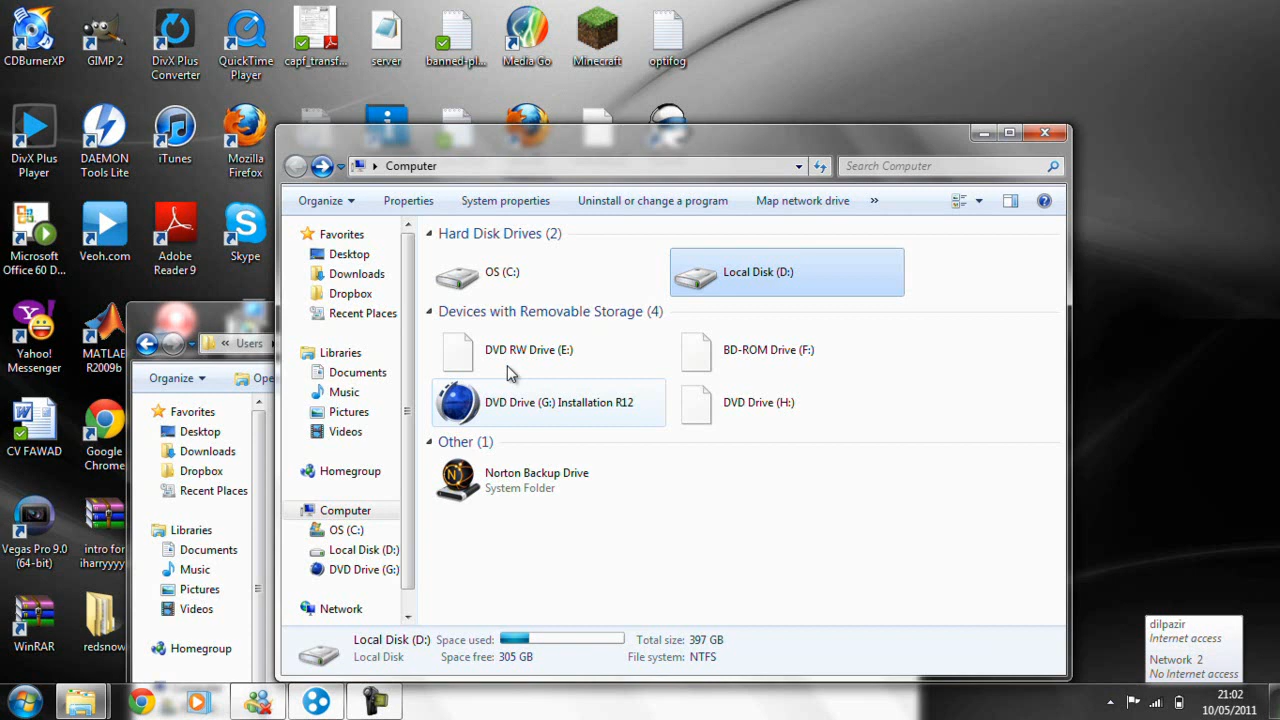 CDBurnerXP
GIMP 2
DivX Plus
Converter
QuickTime
Player
capf_transf...
server
banned-pl...
Media Go
Minecraft
optifog
DivX Plus
Player
DAEMON
Tools Lite
iTunes
Mozilla
Firefox
Microsoft
Office 60 D...
Veoh.com
Adobe
Reader 9
Skype
Yahoo!
Messenger
MATLAB
R2009b
CV FAWAD
Google
Chrome
Vegas Pro 9.0
(64-bit)
intro for
iharryyyy
WinRAR
redsnow
« Users
Organize
Ope
Favorites
Desktop
Downloads
Dropbox
Recent Places
Libraries
Documents
Music
Pictures
Videos
Homegroup
Computer
Search Computer
Organize
Properties
System properties
Uninstall or change a program
Map network drive
»
Favorites
Desktop
Downloads
Dropbox
Recent Places
Libraries
Documents
Music
Pictures
Videos
Homegroup
Computer
OS (C:)
Local Disk (D:)
DVD Drive (G:)
Network
Hard Disk Drives (2)
OS (C:)
Local Disk (D:)
Devices with Removable Storage (4)
DVD RW Drive (E:)
BD-ROM Drive (F:)
DVD Drive (G:) Installation R12
DVD Drive (H:)
Other (1)
Norton Backup Drive
System Folder
Local Disk (D:) Space used: Total size: 397 GB
Local Disk Space free: 305 GB File system: NTFS
dilpazir
Internet access
Network 2
No Internet access
21:02
10/05/2011